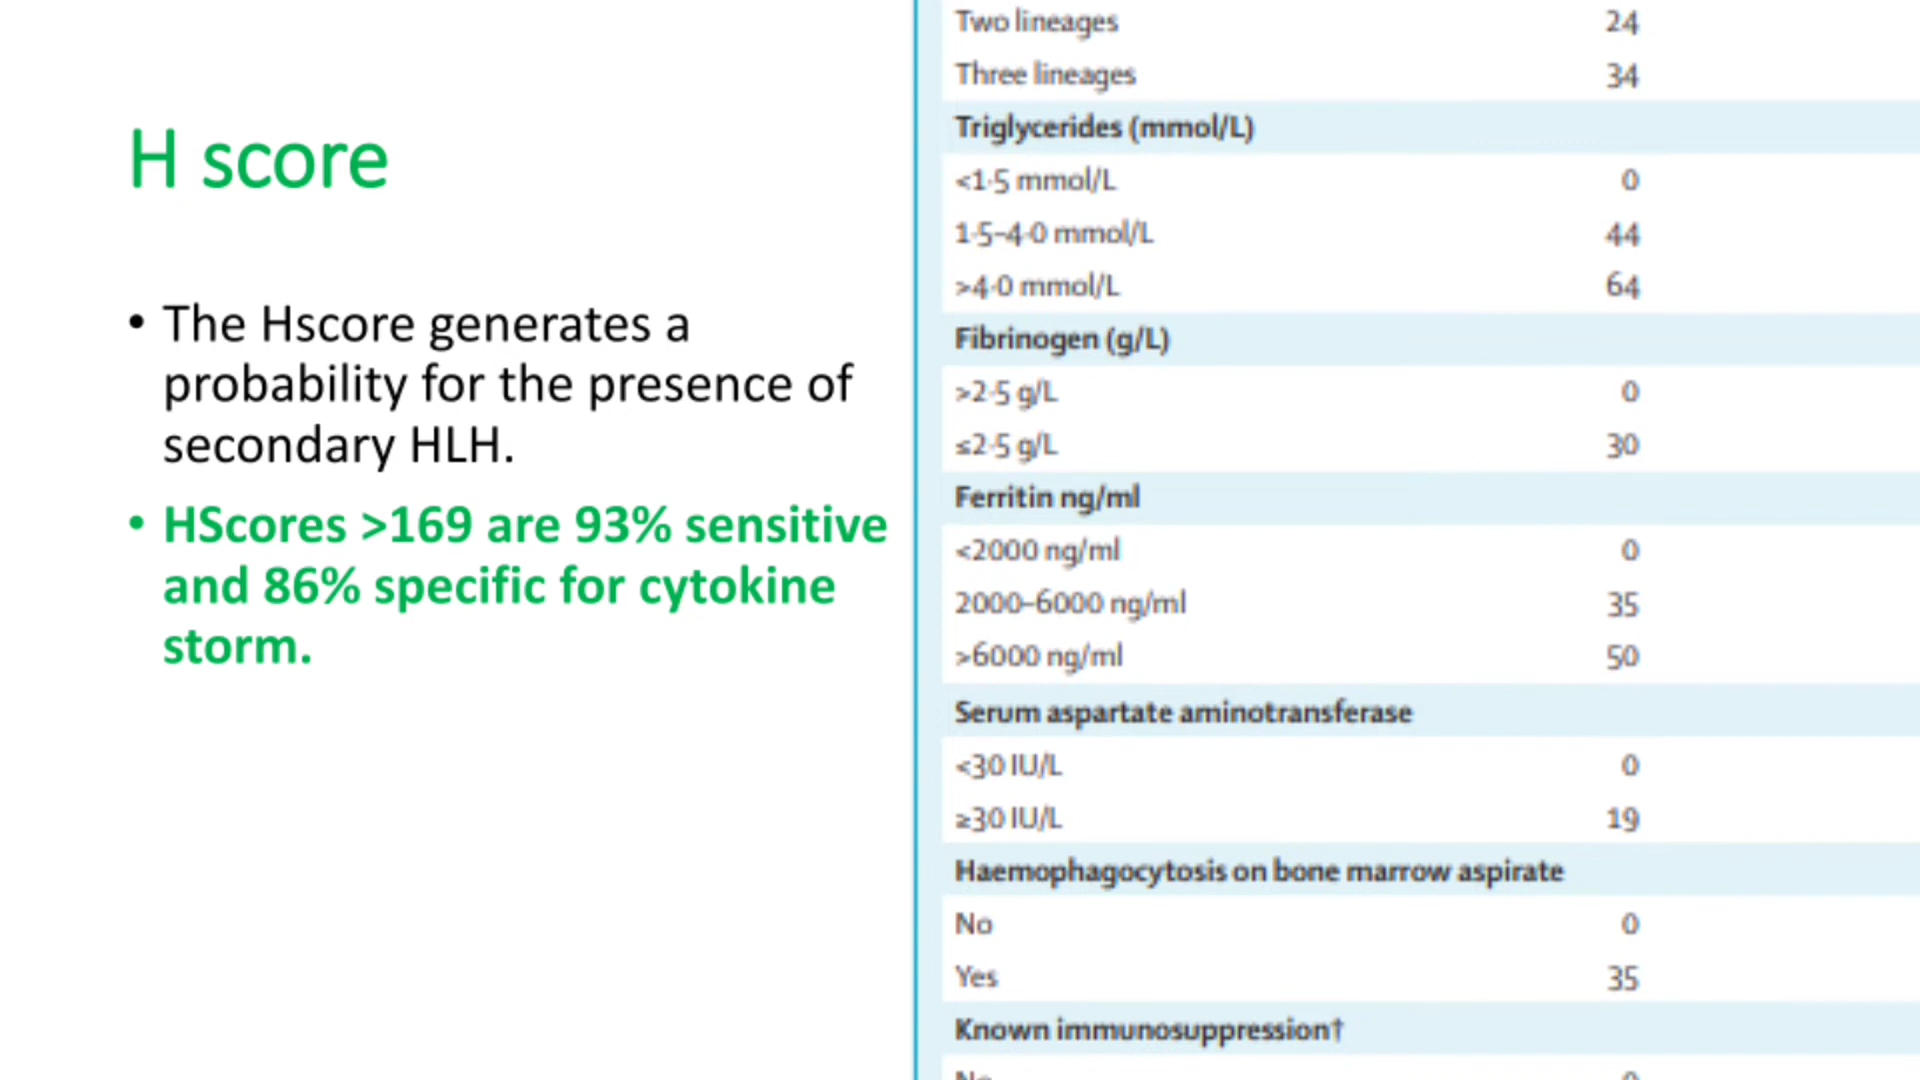 H score
• The Hscore generates a
probability for the presence of
secondary HLH.
• HScores >169 are 93% sensitive
and 86% specific for cytokine
storm.
Two lineages 24
Three lineages 34
Triglycerides (mmol/L)
<1·5 mmol/L 0
1·5–4·0 mmol/L 44
>4·0 mmol/L 64
Fibrinogen (g/L)
>2·5 g/L 0
≤2·5 g/L 30
Ferritin ng/ml
<2000 ng/ml 0
2000–6000 ng/ml 35
>6000 ng/ml 50
Serum aspartate aminotransferase
<30 IU/L 0
≥30 IU/L 19
Haemophagocytosis on bone marrow aspirate
No 0
Yes 35
Known immunosuppression†